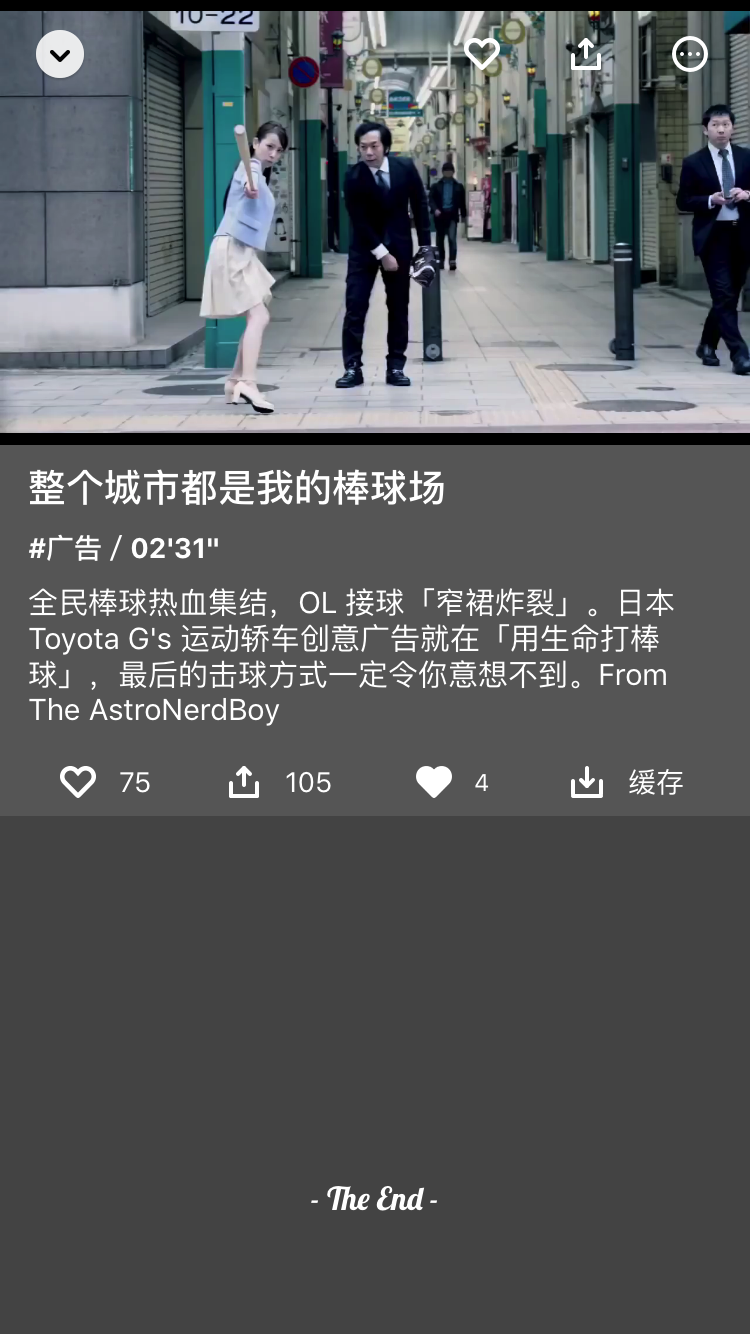 10-22
整个城市都是我的棒球场
#广告 / 02'31"
全民棒球热血集结，OL 接球「窄裙炸裂」。日本
Toyota G's 运动轿车创意广告就在「用生命打棒
球」，最后的击球方式一定令你意想不到。From
The AstroNerdBoy
75 105 4 缓存
- The End -